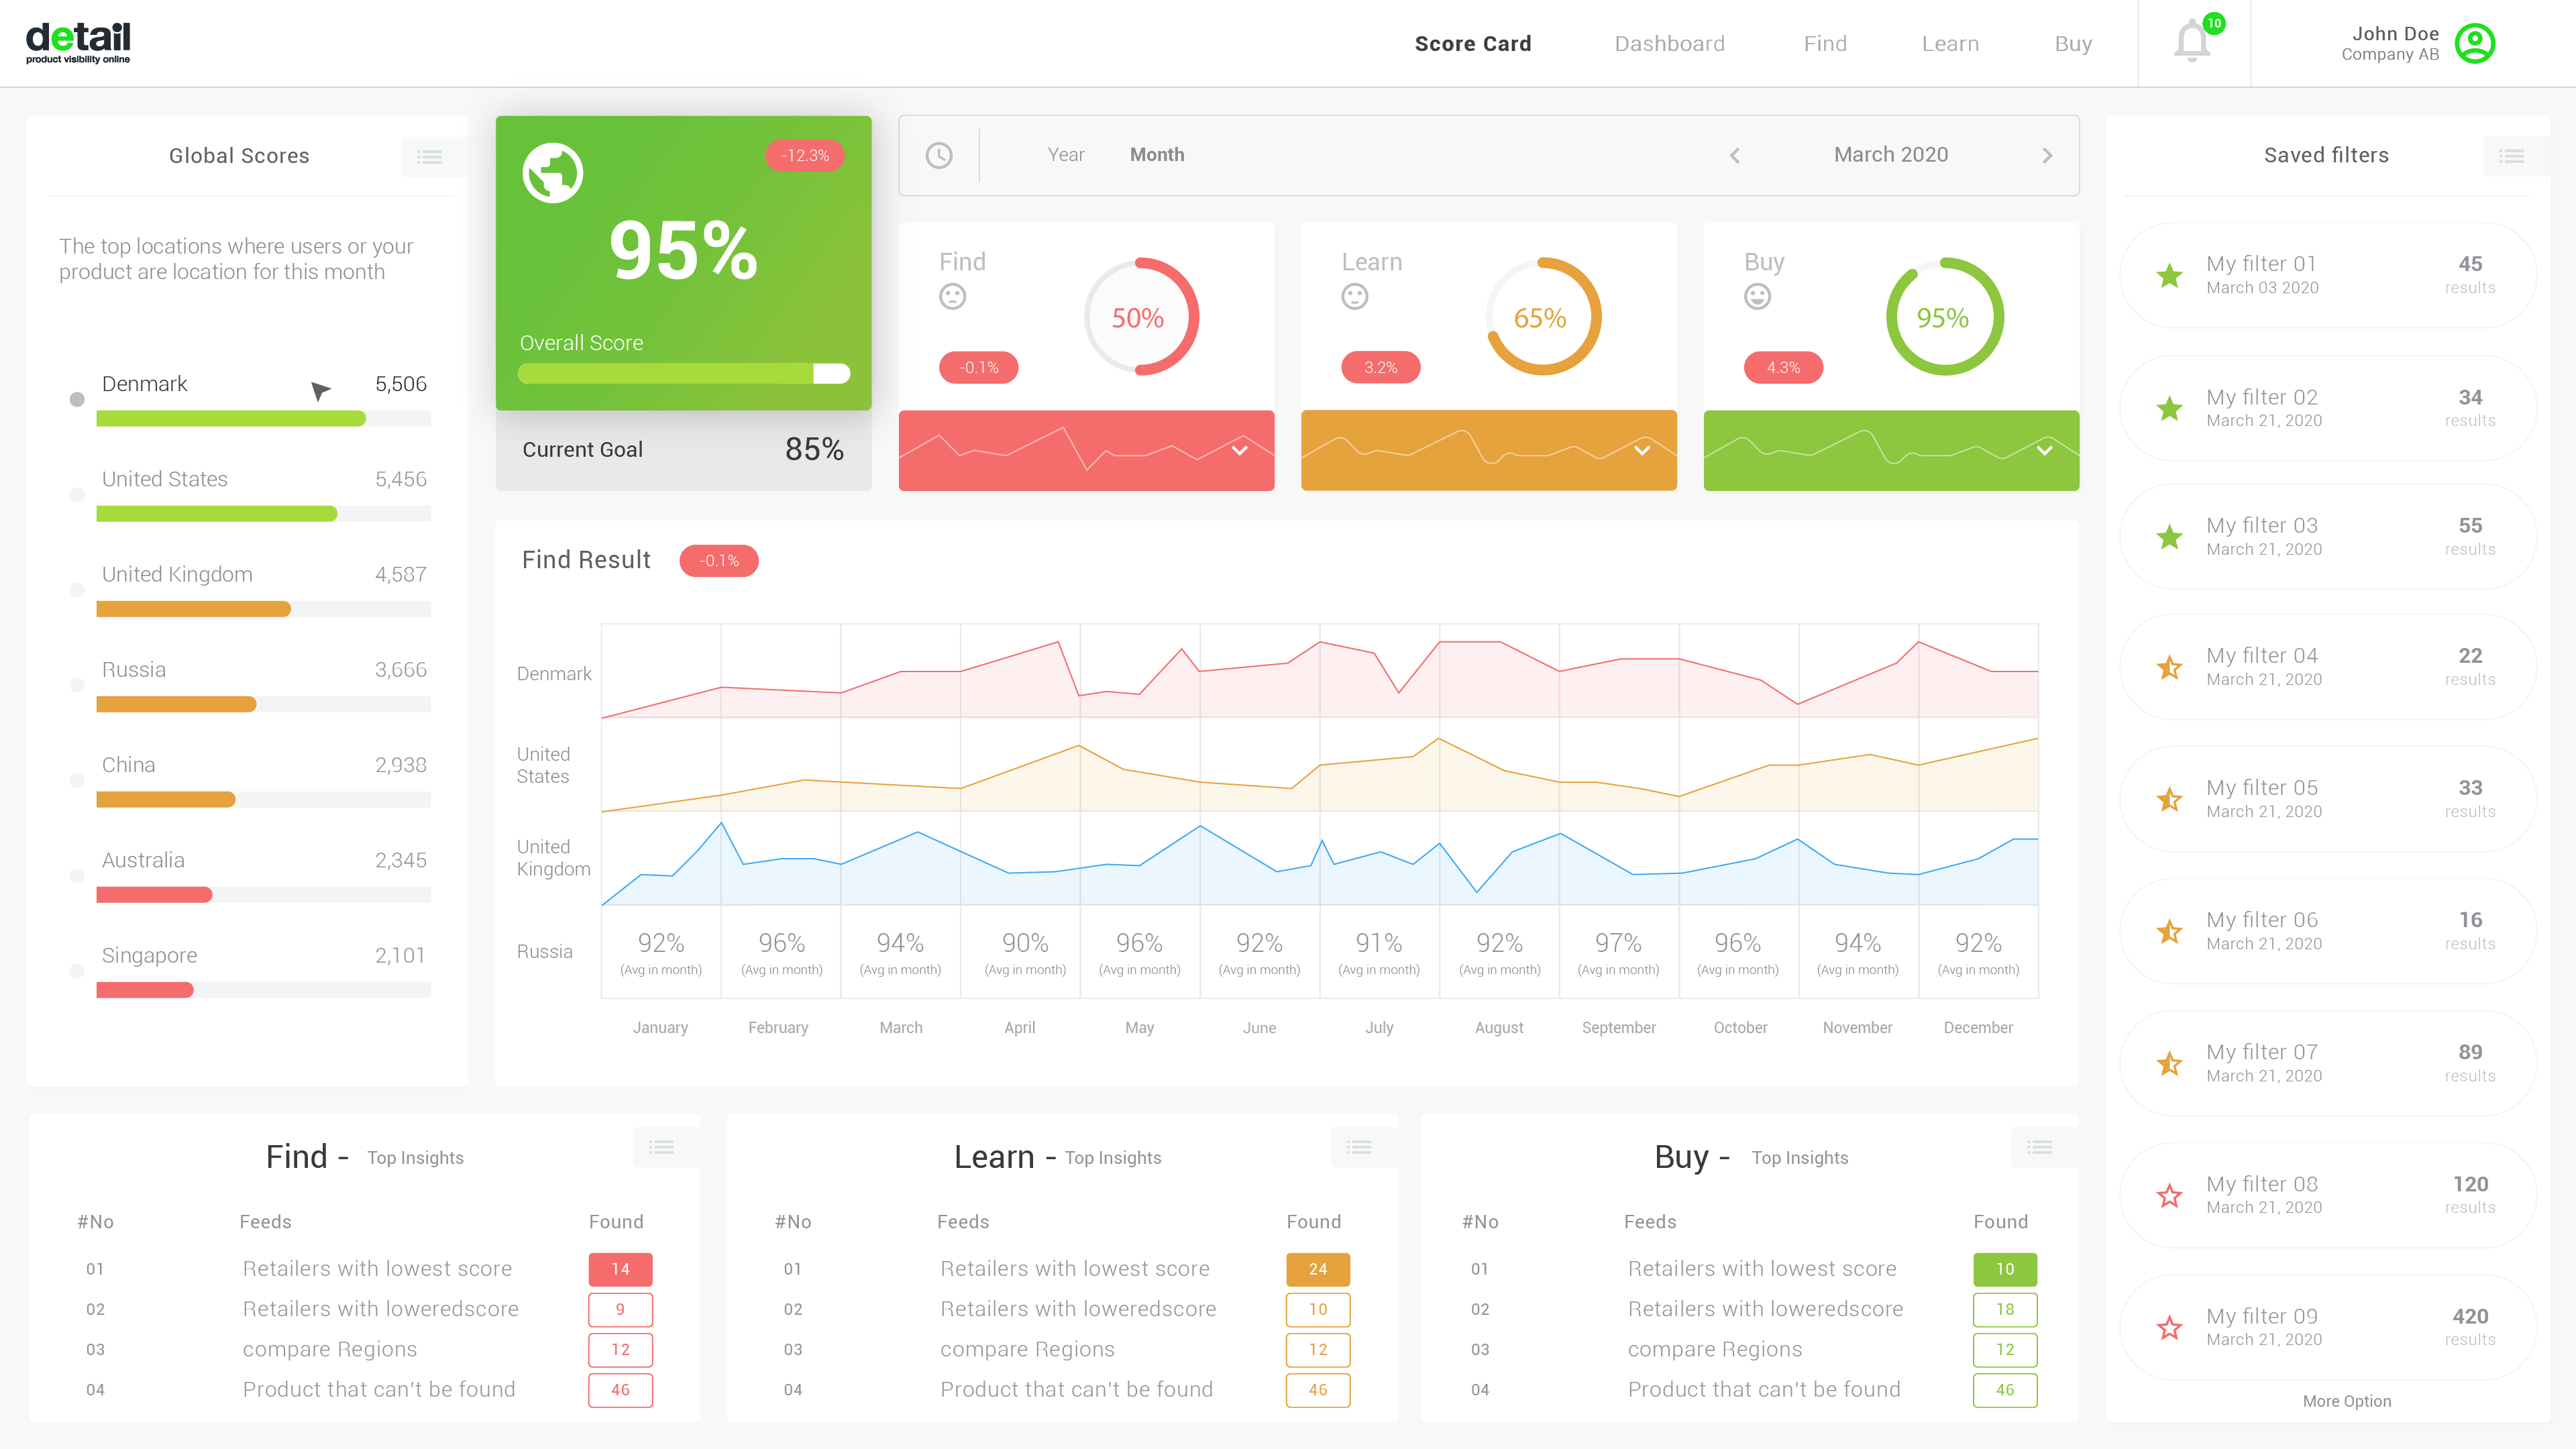 detail
product visibility online
Score Card
Dashboard
Find
Learn
Buy
10
John Doe
Company AB
Global Scores
The top locations where users or your
product are location for this month
Denmark 5,506
United States 5,456
United Kingdom 4,587
Russia 3,666
China 2,938
Australia 2,345
Singapore 2,101
-12.3%
95%
Overall Score
Current Goal 85%
Year Month March 2020
Find
50%
-0.1%
Learn
65%
3.2%
Buy
95%
4.3%
Find Result -0.1%
Denmark
United
States
United
Kingdom
Russia
92% 96% 94% 90% 96% 92% 91% 92% 97% 96% 94% 92%
(Avg in month) (Avg in month) (Avg in month) (Avg in month) (Avg in month) (Avg in month) (Avg in month) (Avg in month) (Avg in month) (Avg in month) (Avg in month) (Avg in month)
January February March April May June July August September October November December
Find - Top Insights
#No Feeds Found
01 Retailers with lowest score 14
02 Retailers with loweredscore 9
03 compare Regions 12
04 Product that can't be found 46
Learn - Top Insights
#No Feeds Found
01 Retailers with lowest score 24
02 Retailers with loweredscore 10
03 compare Regions 12
04 Product that can't be found 46
Buy - Top Insights
#No Feeds Found
01 Retailers with lowest score 10
02 Retailers with loweredscore 18
03 compare Regions 12
04 Product that can't be found 46
Saved filters
My filter 01 45
March 03 2020 results
My filter 02 34
March 21, 2020 results
My filter 03 55
March 21, 2020 results
My filter 04 22
March 21, 2020 results
My filter 05 33
March 21, 2020 results
My filter 06 16
March 21, 2020 results
My filter 07 89
March 21, 2020 results
My filter 08 120
March 21, 2020 results
My filter 09 420
March 21, 2020 results
More Option